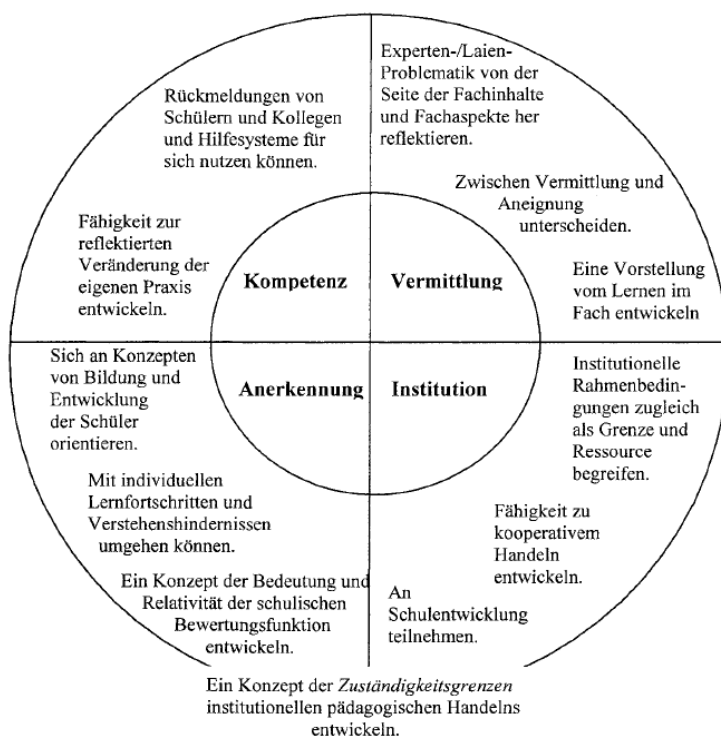 Rückmeldungen von
Schülern und Kollegen
und Hilfesysteme für
sich nutzen können.
Fähigkeit zur
reflektierten
Veränderung der
eigenen Praxis
entwickeln.
Kompetenz
Experten-/Laien-
Problematik von der
Seite der Fachinhalte
und Fachaspekte her
reflektieren.
Zwischen Vermittlung und
Aneignung
unterscheiden.
Eine Vorstellung
vom Lernen im
Fach entwickeln
Vermittlung
Sich an Konzepten
von Bildung und
Entwicklung
der Schüler
orientieren.
Mit individuellen
Lernfortschritten und
Verstehenshindernissen
umgehen können.
Ein Konzept der Bedeutung und
Relativität der schulischen
Bewertungsfunktion
entwickeln.
Anerkennung
Institution
Institutionelle
Rahmenbedin-
gungen zugleich
als Grenze und
Ressource
begreifen.
Fähigkeit zu
kooperativem
Handeln
entwickeln.
An
Schulentwicklung
teilnehmen.
Ein Konzept der Zuständigkeitsgrenzen
institutionellen pädagogischen Handelns
entwickeln.